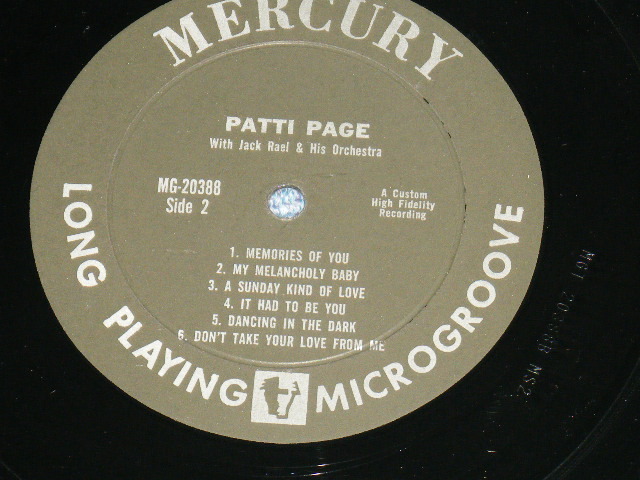 MERCURY
PATTI PAGE
With Jack Rael & His Orchestra
MG-20388
Side 2
A Custom
High Fidelity
Recording
1. MEMORIES OF YOU
2. MY MELANCHOLY BABY
3. A SUNDAY KIND OF LOVE
4. IT HAD TO BE YOU
5. DANCING IN THE DARK
6. DON'T TAKE YOUR LOVE FROM ME
LONG PLAYING MICROGROOVE